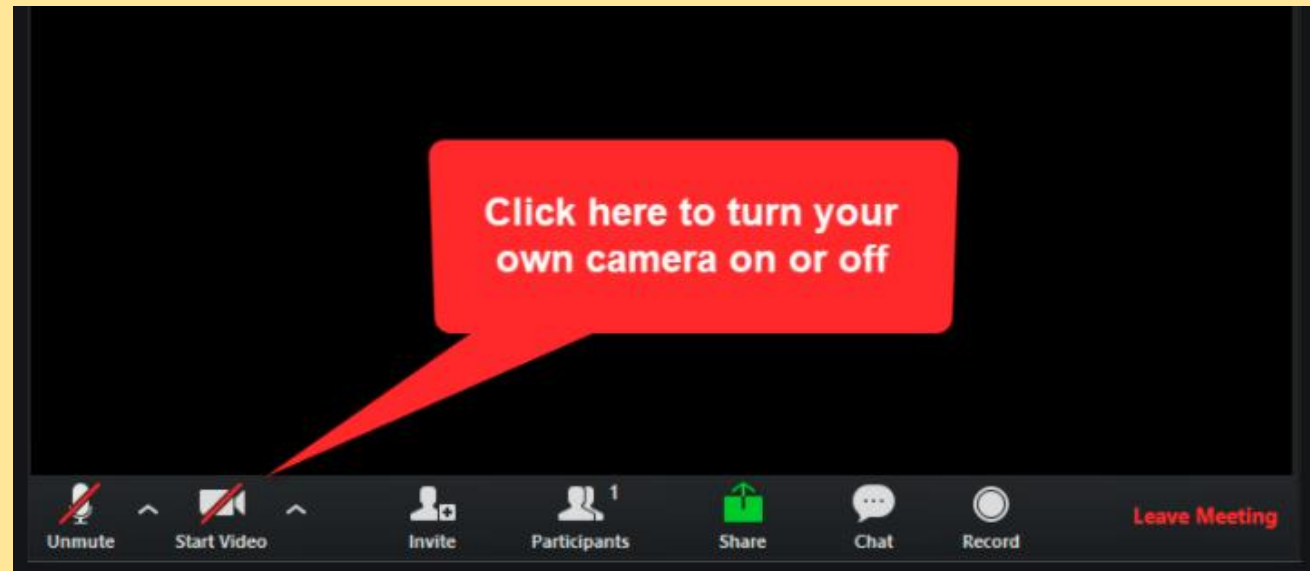 Click here to turn your
own camera on or off
1
Unmute
Start Video
Invite
Participants
Share
Chat
Record
Leave Meeting